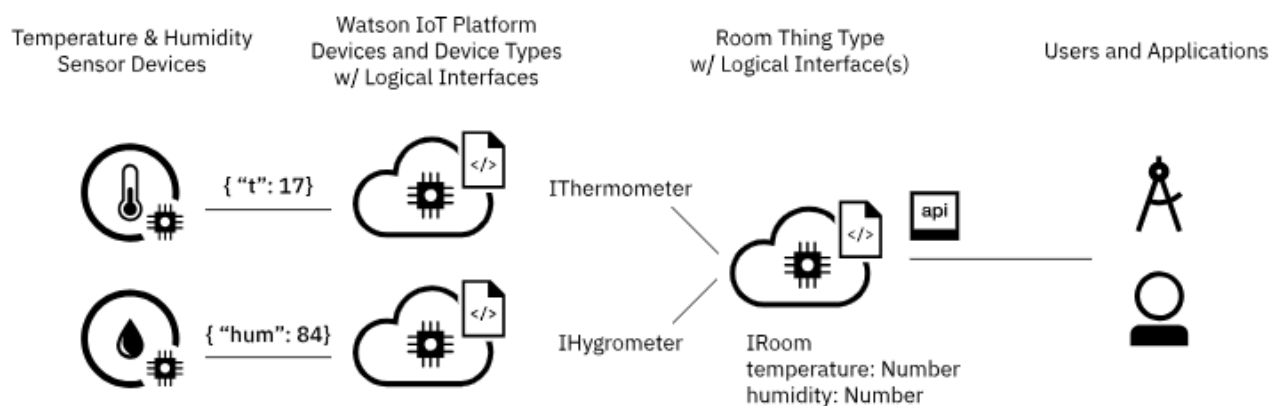 Temperature & Humidity
Sensor Devices
Watson IoT Platform
Devices and Device Types
w/ Logical Interfaces
Room Thing Type
w/ Logical Interface(s)
Users and Applications
{ “t”: 17}
</>
IThermometer
</>
api
{ “hum”: 84}
</>
IHygrometer
IRoom
temperature: Number
humidity: Number